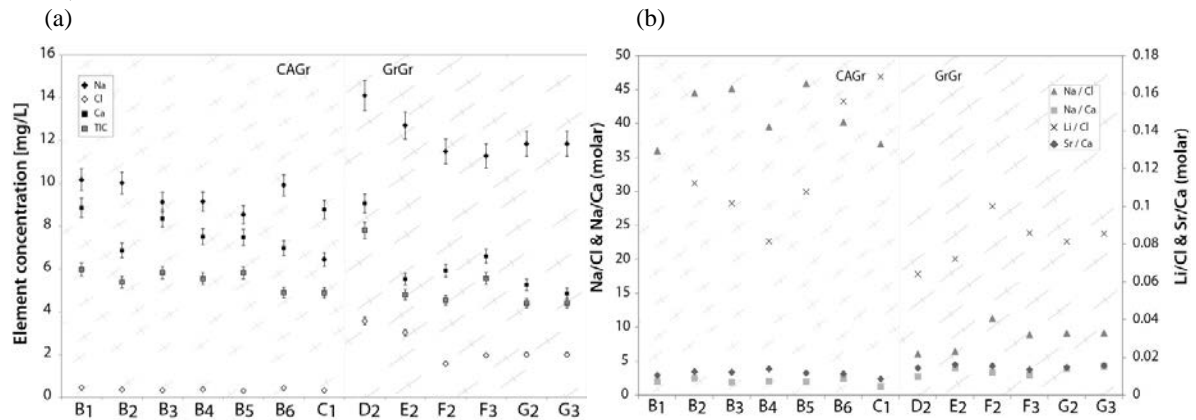 (a)
(b)
Element concentration [mg/L]
16
14
12
10
8
6
4
2
0
CAGr
GrGr
Na
Cl
Ca
TIC
B1
B2
B3
B4
B5
B6
C1
D2
E2
F2
F3
G2
G3
Na/Cl & Na/Ca (molar)
50
45
40
35
30
25
20
15
10
5
0
CAGr
GrGr
Na / Cl
Na / Ca
Li / Cl
Sr / Ca
0.18
0.16
0.14
0.12
0.1
0.08
0.06
0.04
0.02
0
Li/Cl & Sr/Ca (molar)
B1
B2
B3
B4
B5
B6
C1
D2
E2
F2
F3
G2
G3